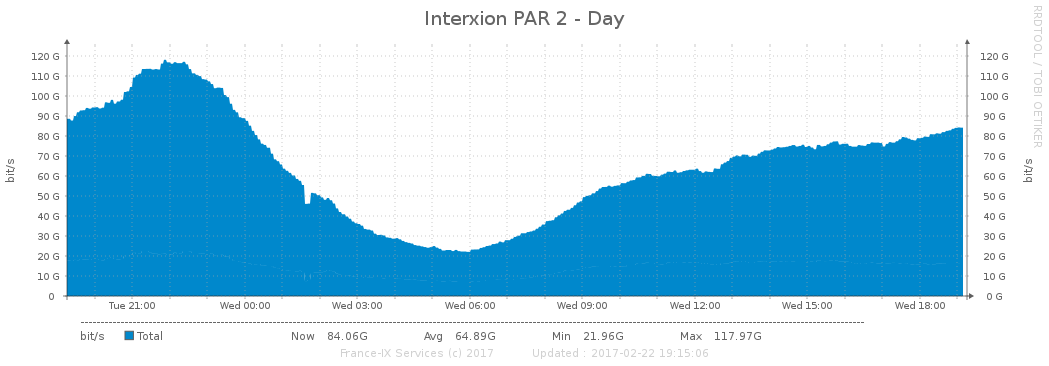 Interxion PAR 2 - Day
RRDTOOL / TOBI OETIKER
bit/s
120 G 120 G
110 G 110 G
100 G 100 G
90 G 90 G
80 G 80 G
70 G 70 G
60 G 60 G
50 G 50 G
40 G 40 G
30 G 30 G
20 G 20 G
10 G 10 G
0 0 G
bit/s
Tue 21:00 Wed 00:00 Wed 03:00 Wed 06:00 Wed 09:00 Wed 12:00 Wed 15:00 Wed 18:00
bit/s Total Now 84.06G Avg 64.89G Min 21.96G Max 117.97G
France-IX Services (c) 2017 Updated : 2017-02-22 19:15:06